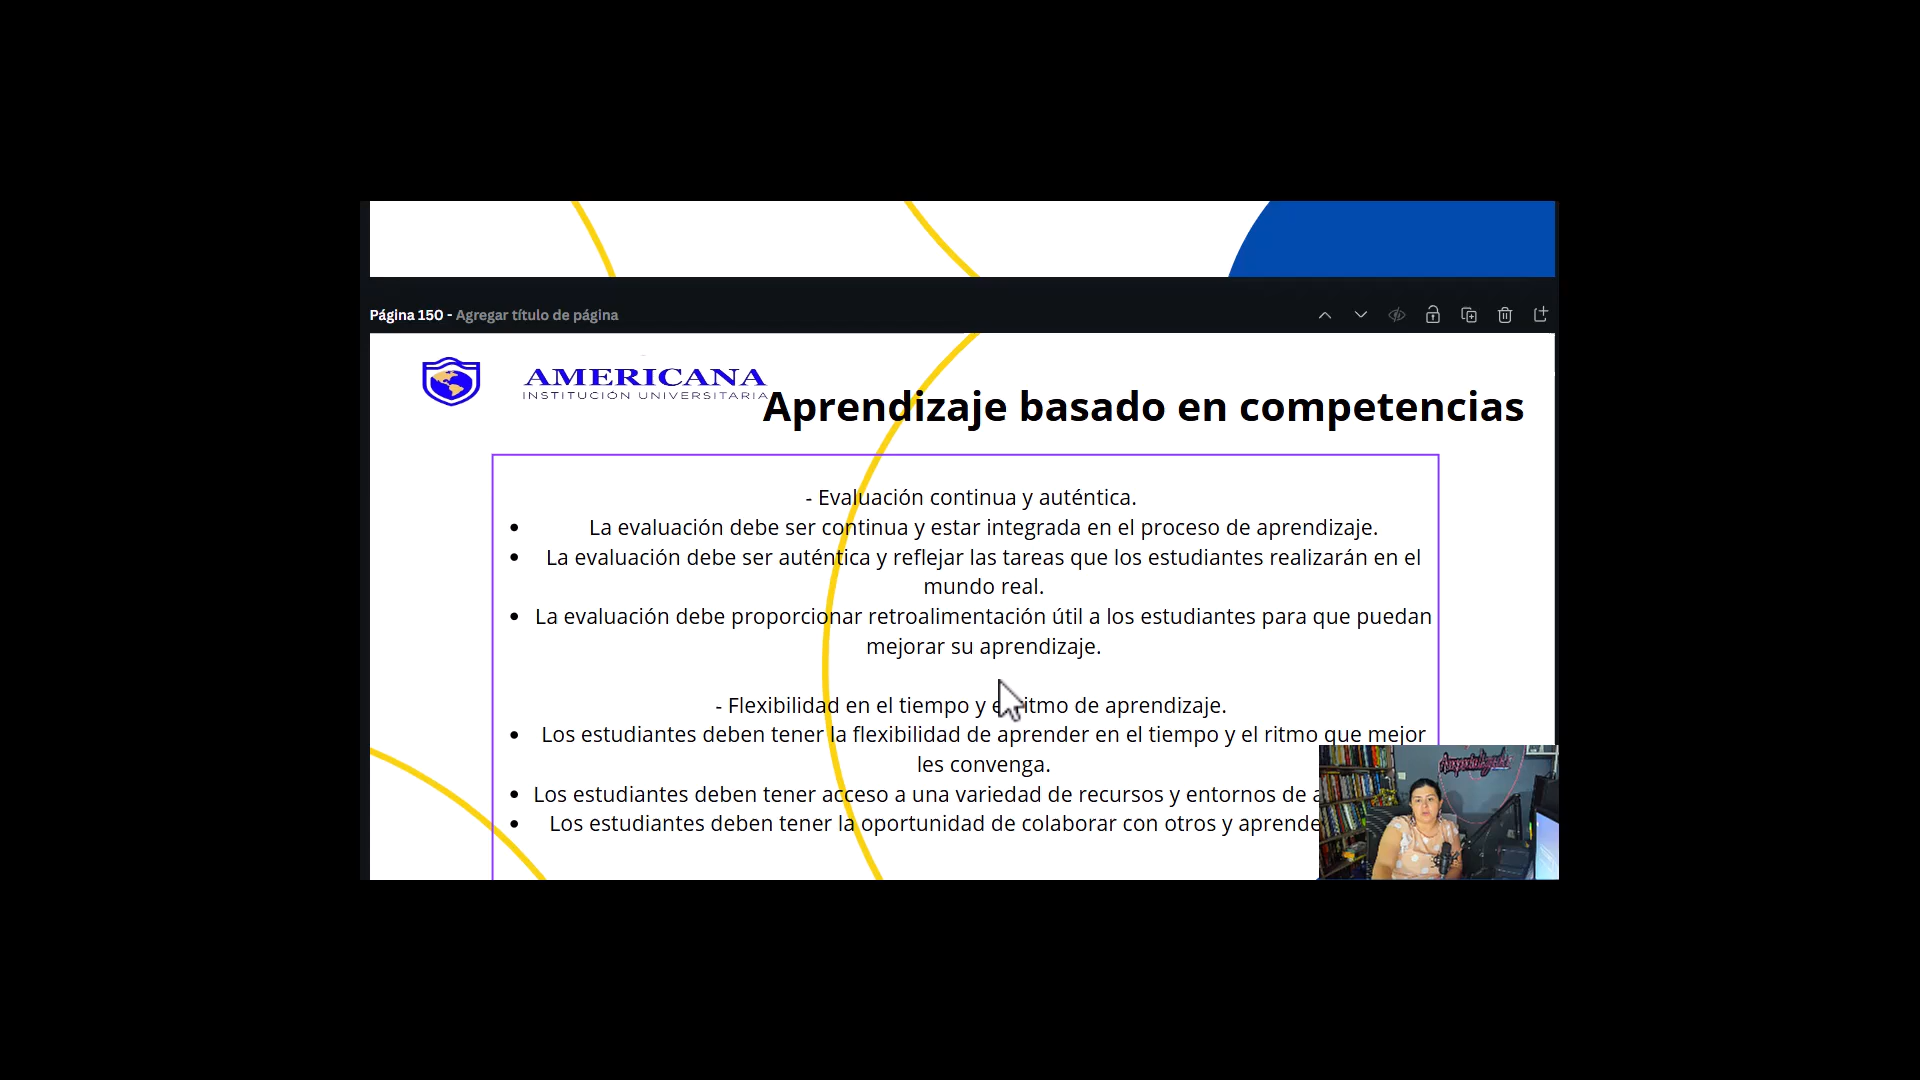 Página 150 - Agregar título de página
AMERICANA
INSTITUCIÓN UNIVERSITARIA
Aprendizaje basado en competencias
- Evaluación continua y auténtica.
La evaluación debe ser continua y estar integrada en el proceso de aprendizaje.
La evaluación debe ser auténtica y reflejar las tareas que los estudiantes realizarán en el
mundo real.
La evaluación debe proporcionar retroalimentación útil a los estudiantes para que puedan
mejorar su aprendizaje.
- Flexibilidad en el tiempo y ritmo de aprendizaje.
Los estudiantes deben tener la flexibilidad de aprender en el tiempo y el ritmo que mejor
les convenga.
Los estudiantes deben tener acceso a una variedad de recursos y entornos de
Los estudiantes deben tener la oportunidad de colaborar con otros y